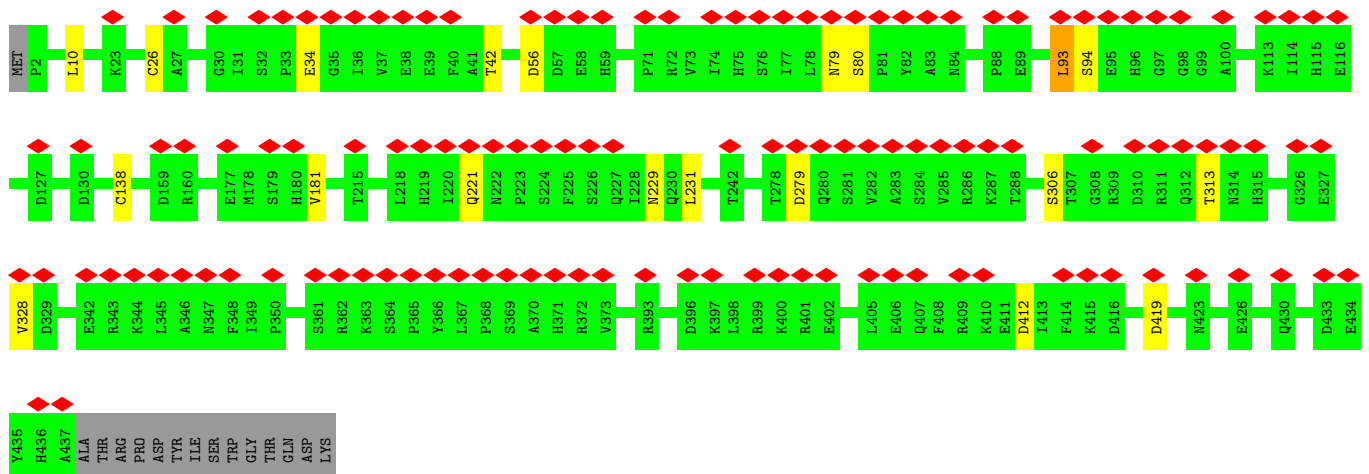 MET P2 L10 K23 C26 A27 G30 I31 S32 P33 E34 G35 I36 V37 E38 E39 F40 A41 T42 D56 D57 E58 H59 P71 R72 V73 I74 H75 S76 I77 L78 N79 S80 P81 Y82 A83 N84 P88 E89 L93 S94 E95 H96 G97 G98 G99 A100 K113 I114 H115 E116
D127 D130 C138 D159 R160 E177 M178 S179 H180 V181 T215 L218 H219 I220 Q221 N222 P223 S224 F225 S226 Q227 I228 N229 Q230 L231 T242 T278 D279 Q280 S281 V282 A283 S284 V285 R286 K287 T288 S306 T307 G308 R309 D310 R311 Q312 T313 N314 H315 G326 E327
V328 D329 E342 R343 K344 L345 A346 N347 F348 I349 P350 S361 R362 K363 S364 P365 Y366 L367 P368 S369 A370 H371 R372 V373 R393 D396 K397 L398 R399 K400 R401 E402 L405 E406 Q407 F408 R409 K410 E411 D412 I413 F414 K415 D416 D419 N423 E426 Q430 D433 E434
Y435 H436 A437 ALA THR ARG PRO ASP TYR ILE SER TRP GLY THR GLN ASP LYS